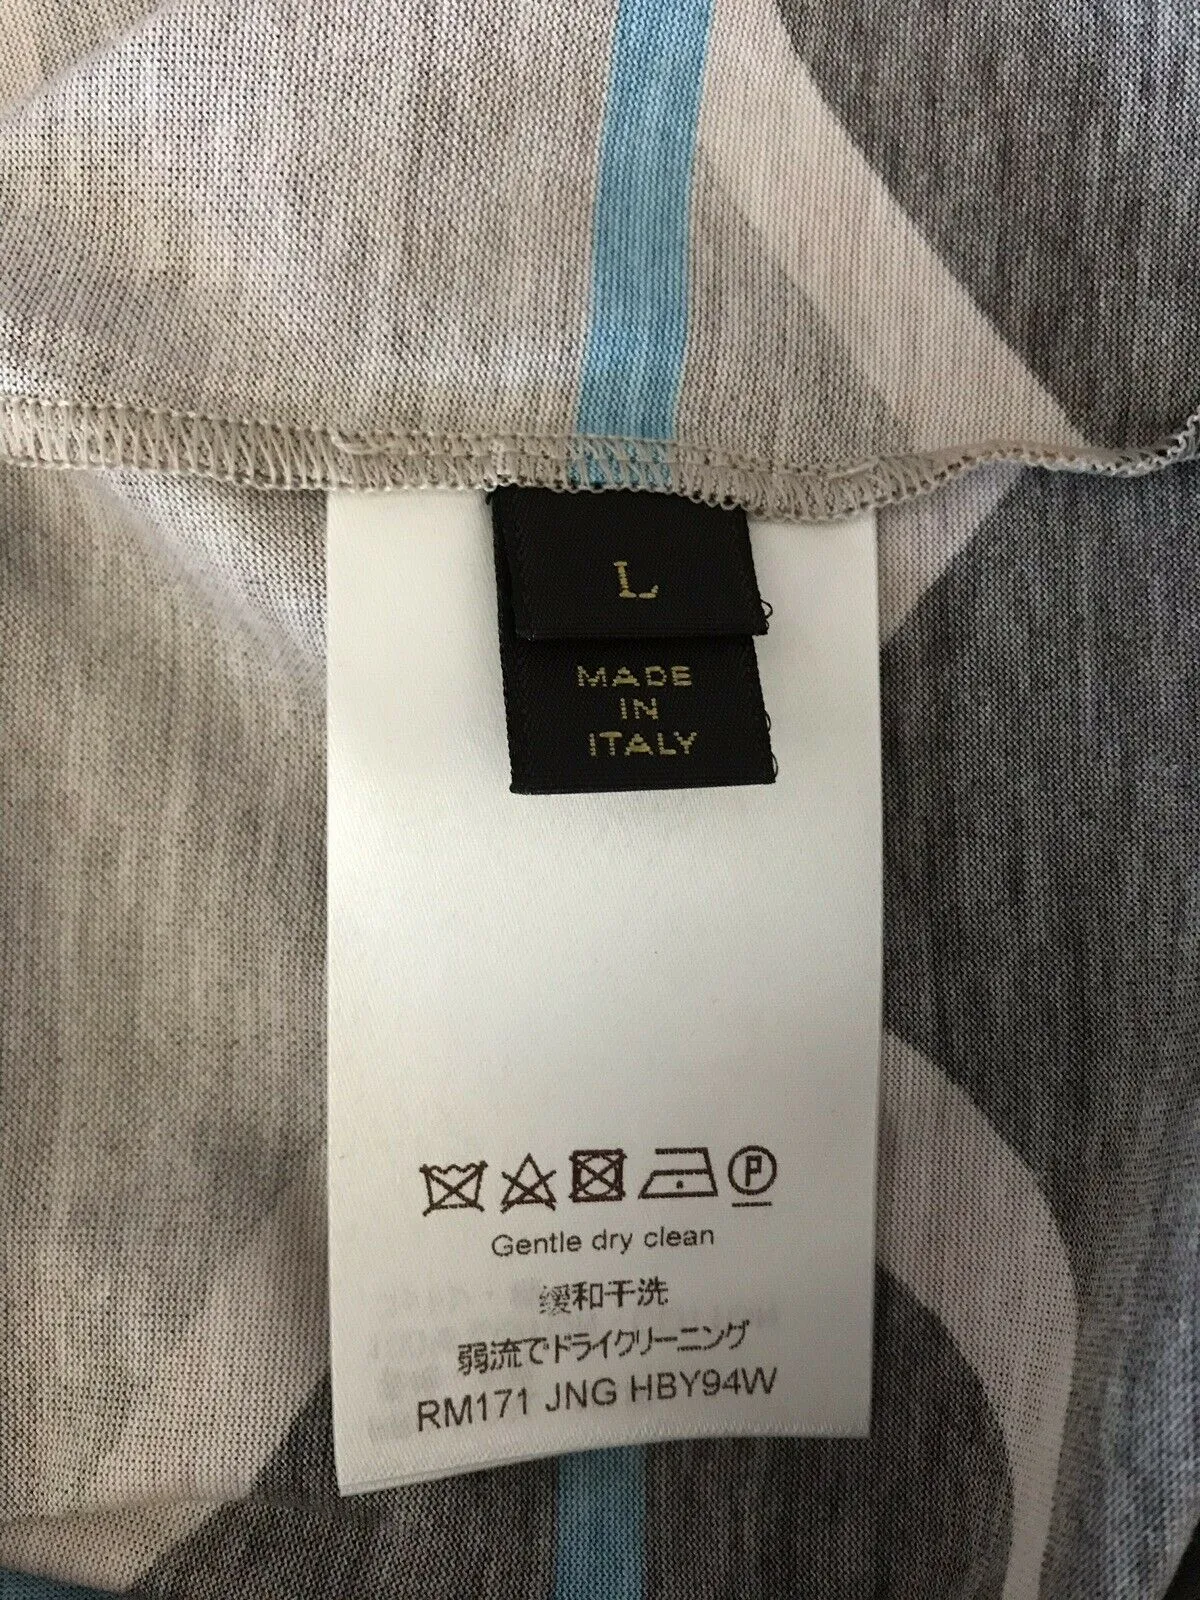 L
MADE
IN
ITALY
P
Gentle dry clean
缓和干洗
弱流でドライクリーニング
RM171 JNG HBY94W